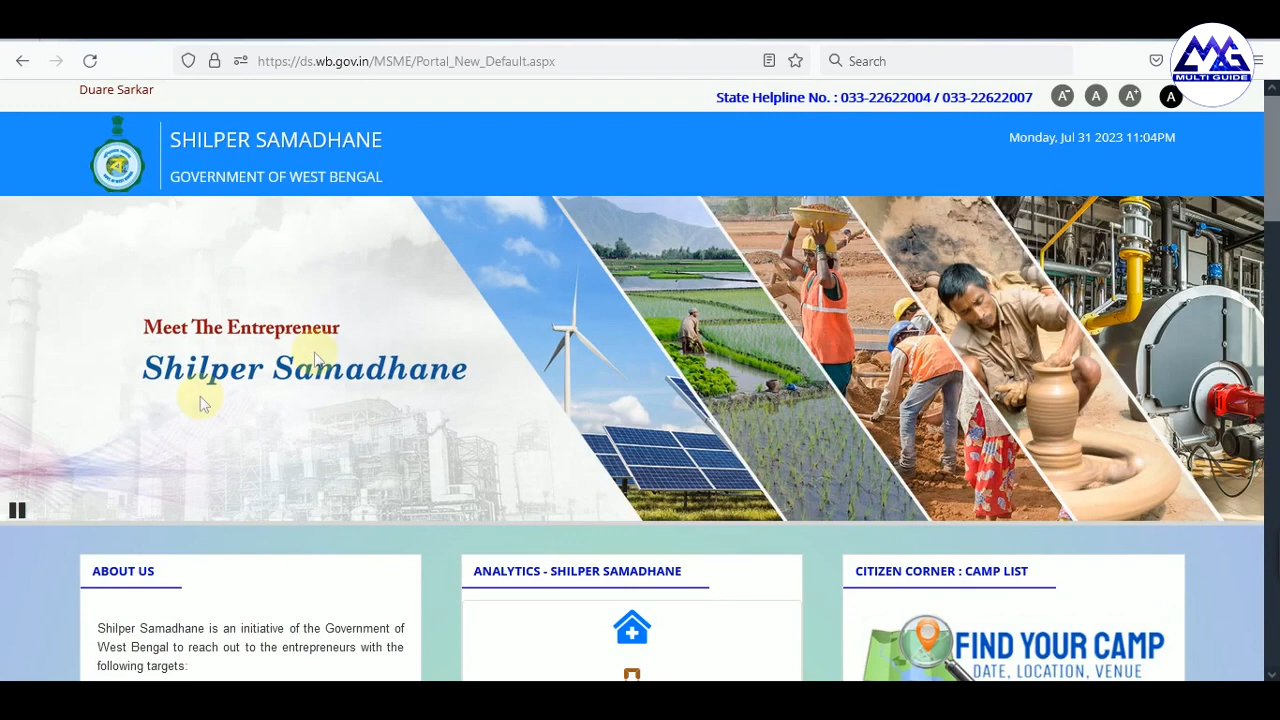 https://ds.wb.gov.in/MSME/Portal_New_Default.aspx
Search
MULTI GUIDE
Duare Sarkar
State Helpline No. : 033-22622004 / 033-22622007
A- A A+ A
SHILPER SAMADHANE
GOVERNMENT OF WEST BENGAL
Monday, Jul 31 2023 11:04PM
Meet The Entrepreneur
Shilper Samadhane
ABOUT US
Shilper Samadhane is an initiative of the Government of
West Bengal to reach out to the entrepreneurs with the
following targets:
ANALYTICS - SHILPER SAMADHANE
CITIZEN CORNER : CAMP LIST
FIND YOUR CAMP
DATE, LOCATION, VENUE